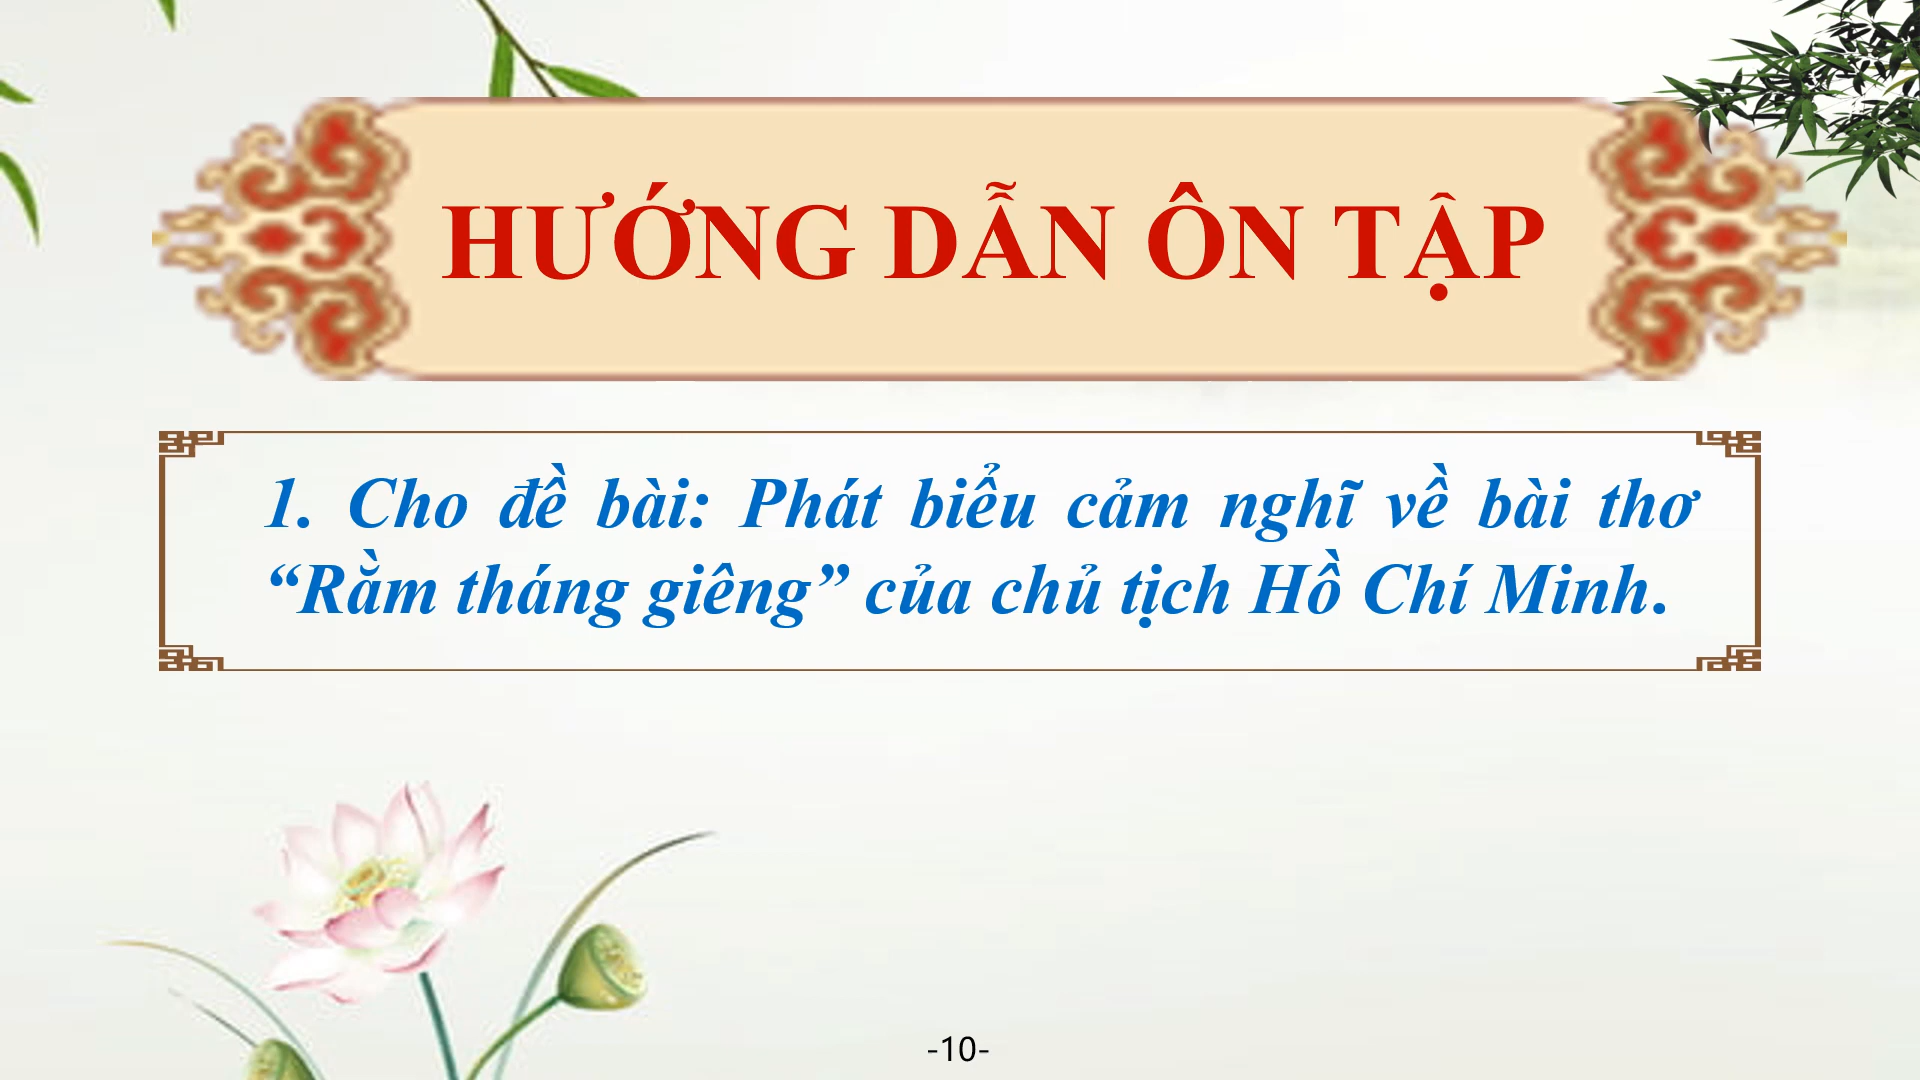 HƯỚNG DẪN ÔN TẬP
1. Cho đề bài: Phát biểu cảm nghĩ về bài thơ
“Rằm tháng giêng” của chủ tịch Hồ Chí Minh.
-10-